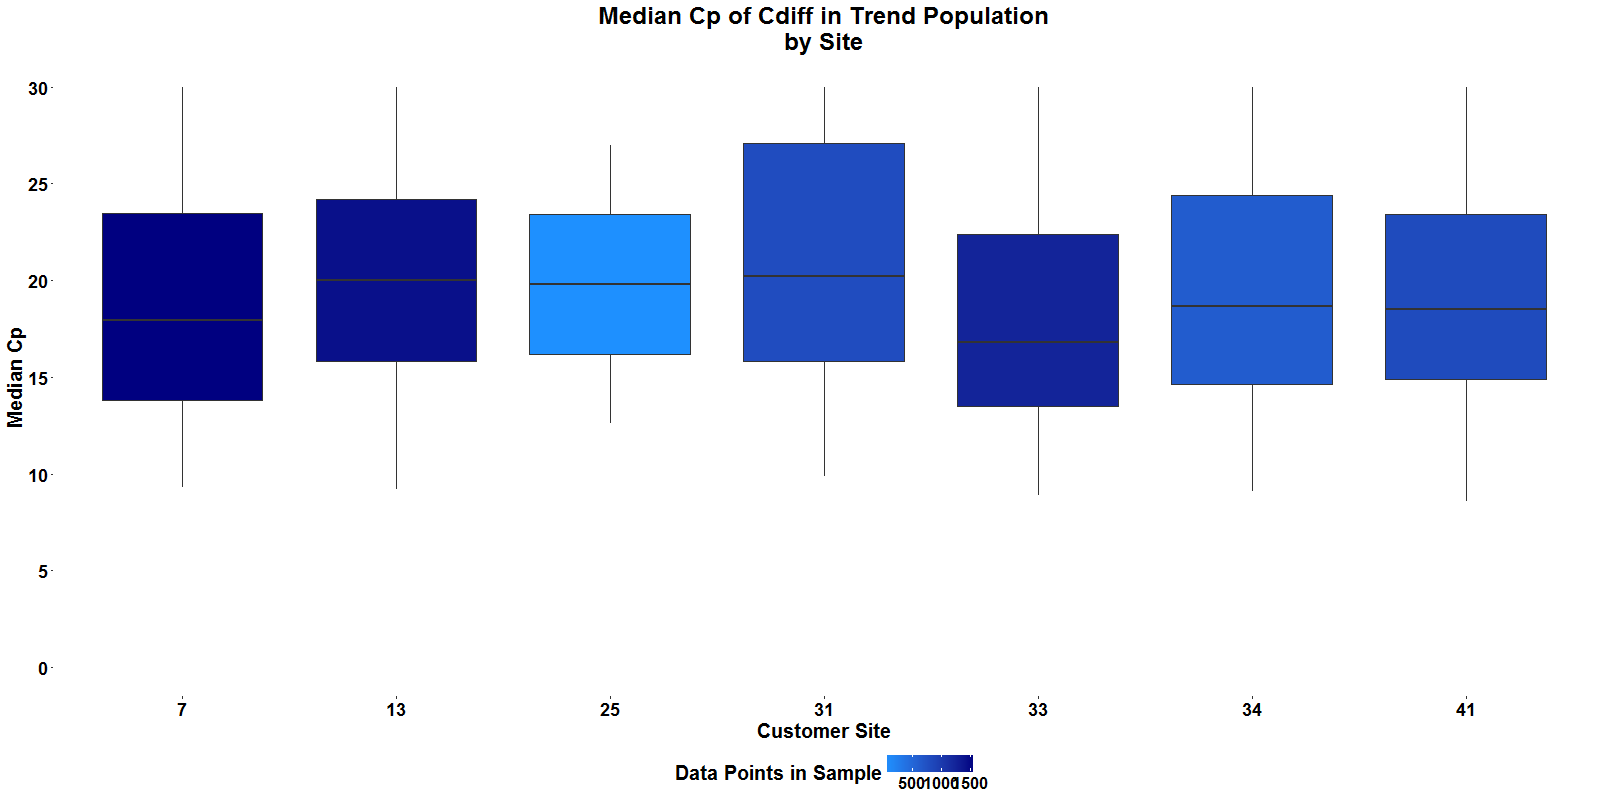 Median Cp of Cdiff in Trend Population
by Site
30
25
20
15
10
5
0
Median Cp
7 13 25 31 33 34 41
Customer Site
Data Points in Sample
500 1000 1500